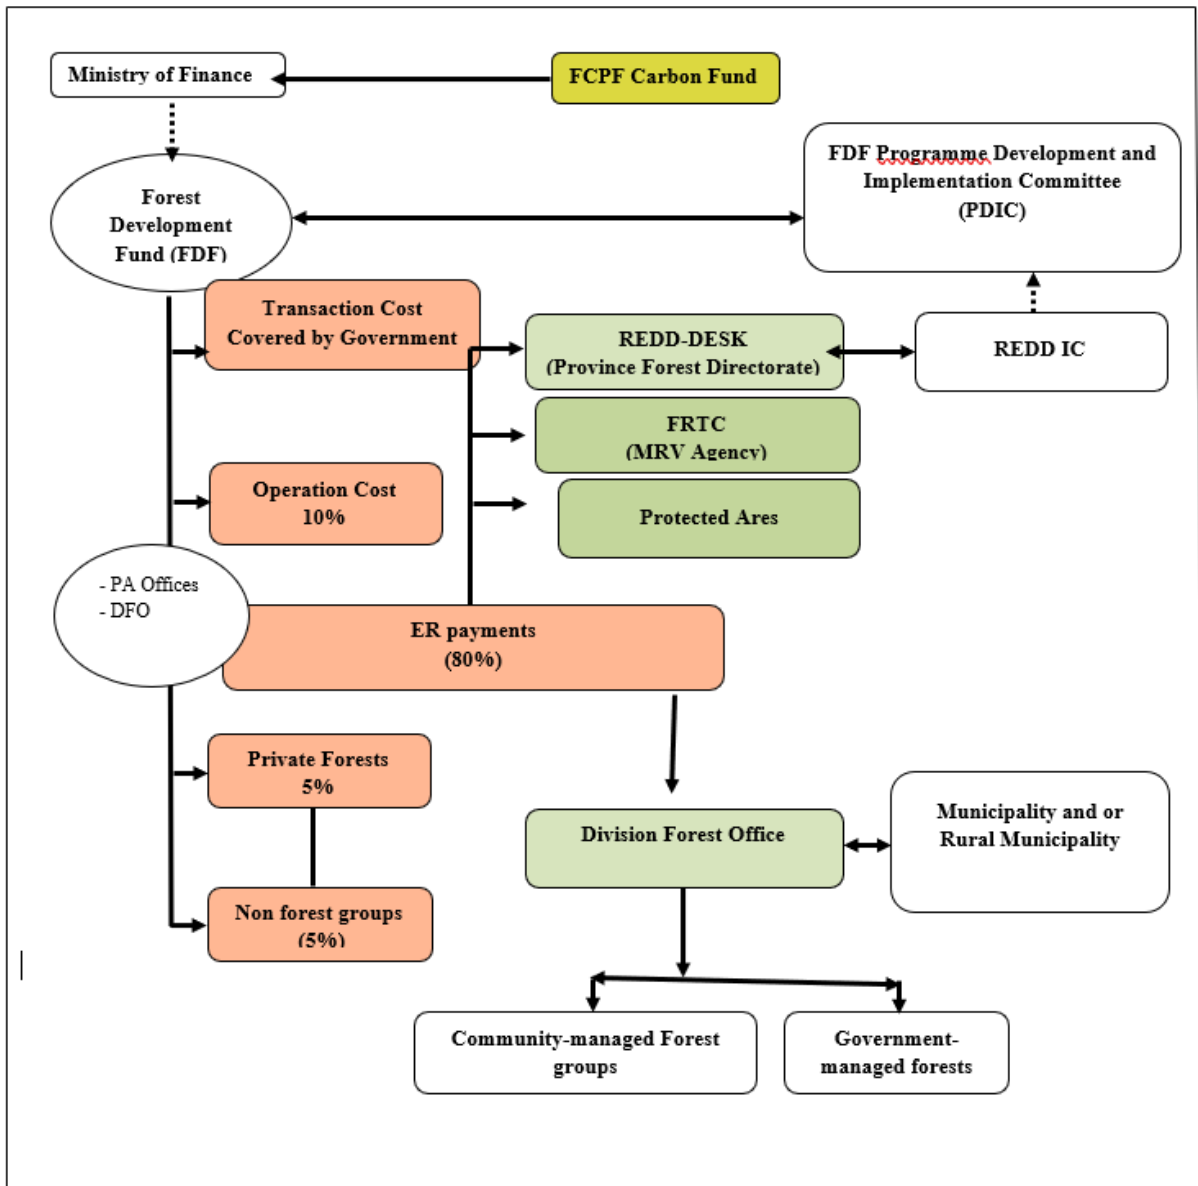 Ministry of Finance
FCPF Carbon Fund
FDF Programme Development and
Implementation Committee
(PDIC)
Forest
Development
Fund (FDF)
Transaction Cost
Covered by Government
REDD-DESK
(Province Forest Directorate)
REDD IC
FRTC
(MRV Agency)
Operation Cost
10%
Protected Ares
- PA Offices
- DFO
ER payments
(80%)
Private Forests
5%
Division Forest Office
Municipality and or
Rural Municipality
Non forest groups
(5%)
Community-managed Forest
groups
Government-
managed forests